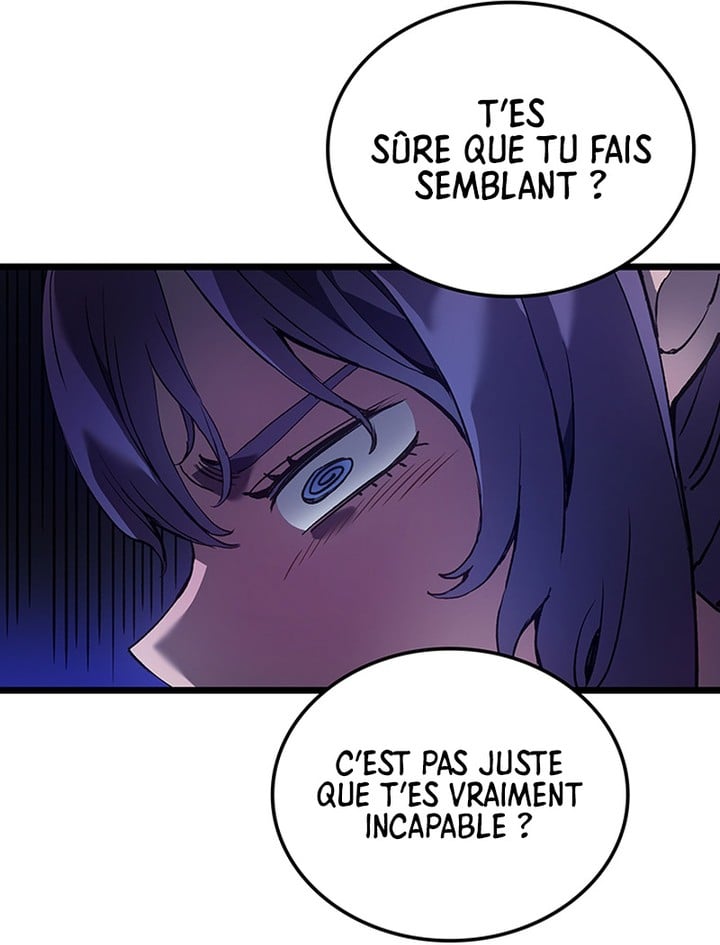 T'ES
SÛRE QUE TU FAIS
SEMBLANT ?
C'EST PAS JUSTE
QUE T'ES VRAIMENT
INCAPABLE ?